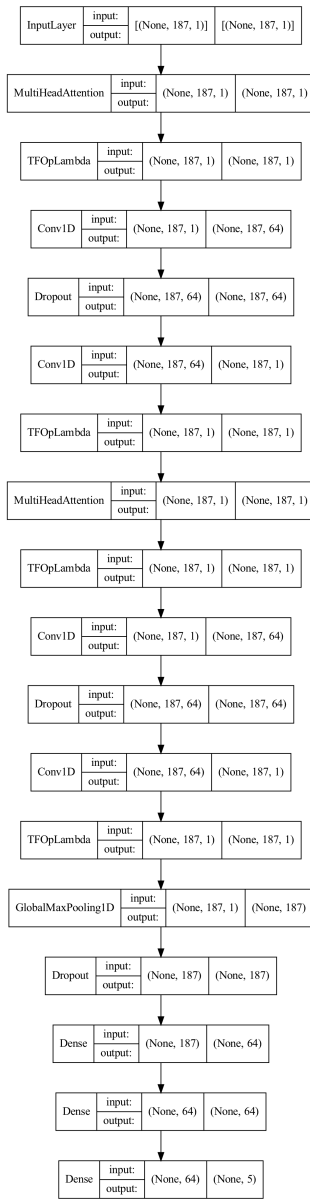 InputLayer input: [(None, 187, 1)] [(None, 187, 1)]
output:
MultiHeadAttention input: (None, 187, 1) (None, 187, 1)
output:
TFOpLambda input: (None, 187, 1) (None, 187, 1)
output:
Conv1D input: (None, 187, 1) (None, 187, 64)
output:
Dropout input: (None, 187, 64) (None, 187, 64)
output:
Conv1D input: (None, 187, 64) (None, 187, 1)
output:
TFOpLambda input: (None, 187, 1) (None, 187, 1)
output:
MultiHeadAttention input: (None, 187, 1) (None, 187, 1)
output:
TFOpLambda input: (None, 187, 1) (None, 187, 1)
output:
Conv1D input: (None, 187, 1) (None, 187, 64)
output:
Dropout input: (None, 187, 64) (None, 187, 64)
output:
Conv1D input: (None, 187, 64) (None, 187, 1)
output:
TFOpLambda input: (None, 187, 1) (None, 187, 1)
output:
GlobalMaxPooling1D input: (None, 187, 1) (None, 187)
output:
Dropout input: (None, 187) (None, 187)
output:
Dense input: (None, 187) (None, 64)
output:
Dense input: (None, 64) (None, 64)
output:
Dense input: (None, 64) (None, 5)
output: